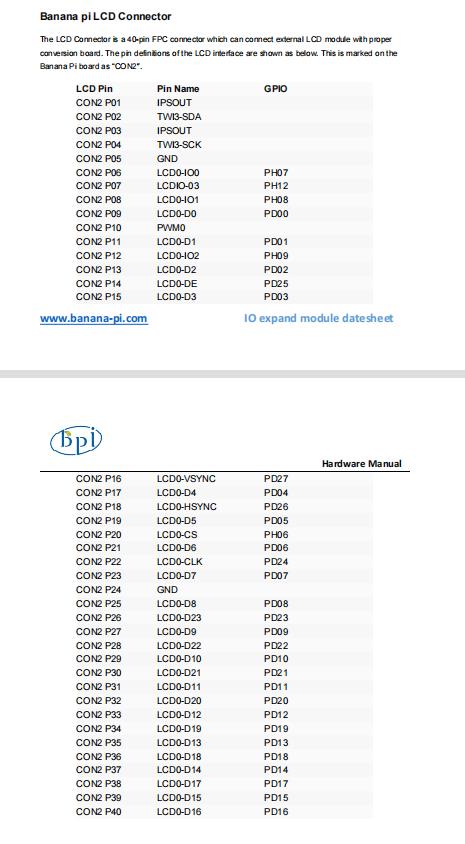 Banana pi LCD Connector
The LCD Connector is a 40-pin FPC connector which can connect external LCD module with proper
conversion board. The pin definitions of the LCD interface are shown as below. This is marked on the
Banana Pi board as "CON2".
LCD Pin Pin Name GPIO
CON2 P01 IPSOUT
CON2 P02 TWI3-SDA
CON2 P03 IPSOUT
CON2 P04 TWI3-SCK
CON2 P05 GND
CON2 P06 LCD0-IO0 PH07
CON2 P07 LCDIO-03 PH12
CON2 P08 LCD0-IO1 PH08
CON2 P09 LCD0-D0 PD00
CON2 P10 PWM0
CON2 P11 LCD0-D1 PD01
CON2 P12 LCD0-IO2 PH09
CON2 P13 LCD0-D2 PD02
CON2 P14 LCD0-DE PD25
CON2 P15 LCD0-D3 PD03
www.banana-pi.com IO expand module datesheet
bpi
Hardware Manual
CON2 P16 LCD0-VSYNC PD27
CON2 P17 LCD0-D4 PD04
CON2 P18 LCD0-HSYNC PD26
CON2 P19 LCD0-D5 PD05
CON2 P20 LCD0-CS PH06
CON2 P21 LCD0-D6 PD06
CON2 P22 LCD0-CLK PD24
CON2 P23 LCD0-D7 PD07
CON2 P24 GND
CON2 P25 LCD0-D8 PD08
CON2 P26 LCD0-D23 PD23
CON2 P27 LCD0-D9 PD09
CON2 P28 LCD0-D22 PD22
CON2 P29 LCD0-D10 PD10
CON2 P30 LCD0-D21 PD21
CON2 P31 LCD0-D11 PD11
CON2 P32 LCD0-D20 PD20
CON2 P33 LCD0-D12 PD12
CON2 P34 LCD0-D19 PD19
CON2 P35 LCD0-D13 PD13
CON2 P36 LCD0-D18 PD18
CON2 P37 LCD0-D14 PD14
CON2 P38 LCD0-D17 PD17
CON2 P39 LCD0-D15 PD15
CON2 P40 LCD0-D16 PD16